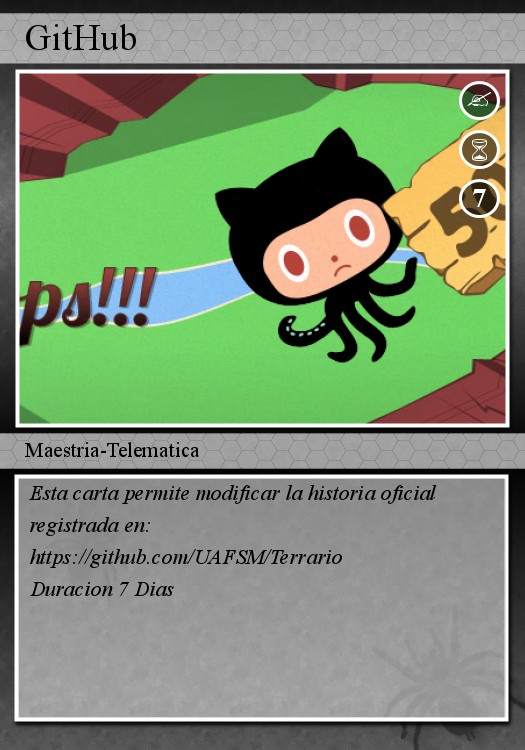 GitHub
7
5
ps!!!
Maestria-Telematica
Esta carta permite modificar la historia oficial
registrada en:
https://github.com/UAFSM/Terrario
Duracion 7 Dias